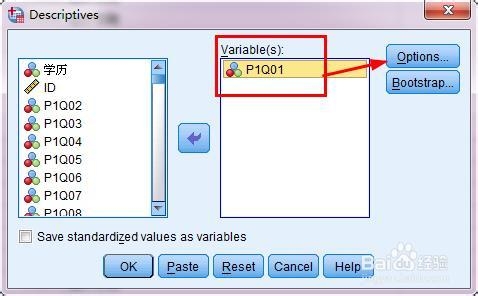 Descriptives
Variable(s):
学历
ID
P1Q02
P1Q03
P1Q04
P1Q05
P1Q06
P1Q07
P1Q08
P1Q01
Options...
Bootstrap...
Save standardized values as variables
OK
Paste
Reset
Cancel
Help
Baidu 经验